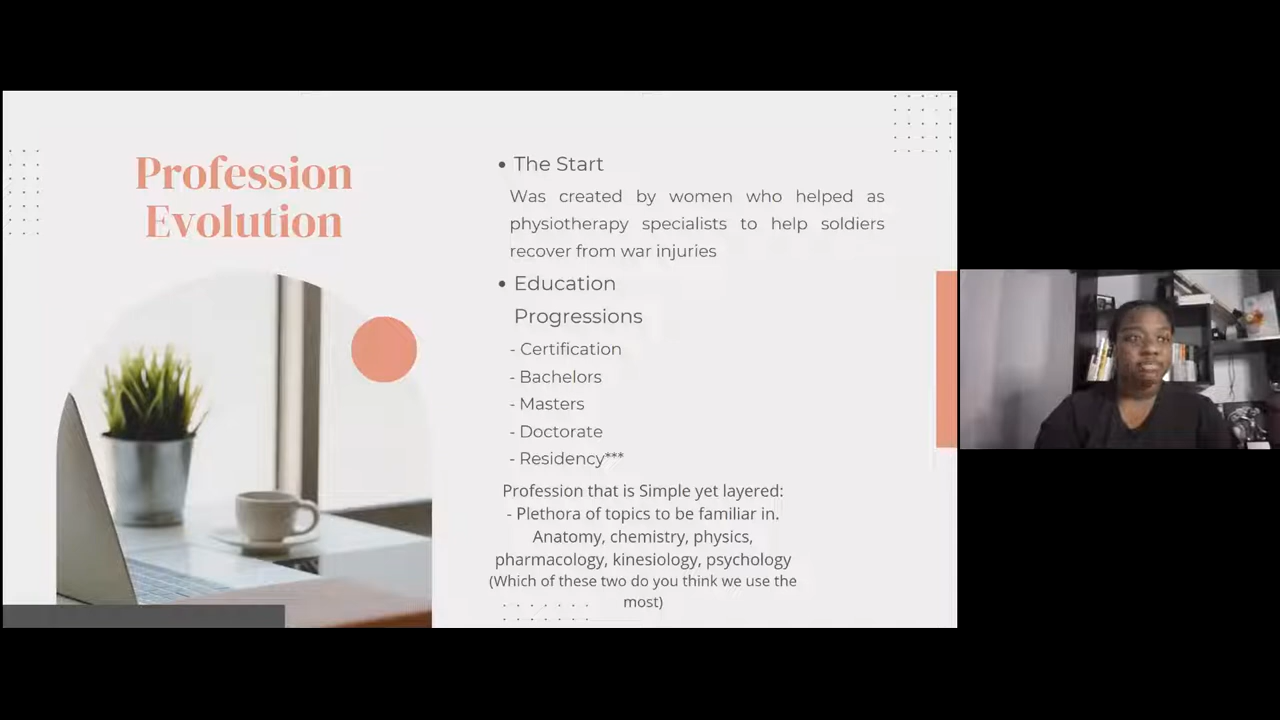 Profession
Evolution
• The Start
Was created by women who helped as
physiotherapy specialists to help soldiers
recover from war injuries
• Education
Progressions
- Certification
- Bachelors
- Masters
- Doctorate
- Residency***
Profession that is Simple yet layered:
- Plethora of topics to be familiar in.
Anatomy, chemistry, physics,
pharmacology, kinesiology, psychology
(Which of these two do you think we use the
most)